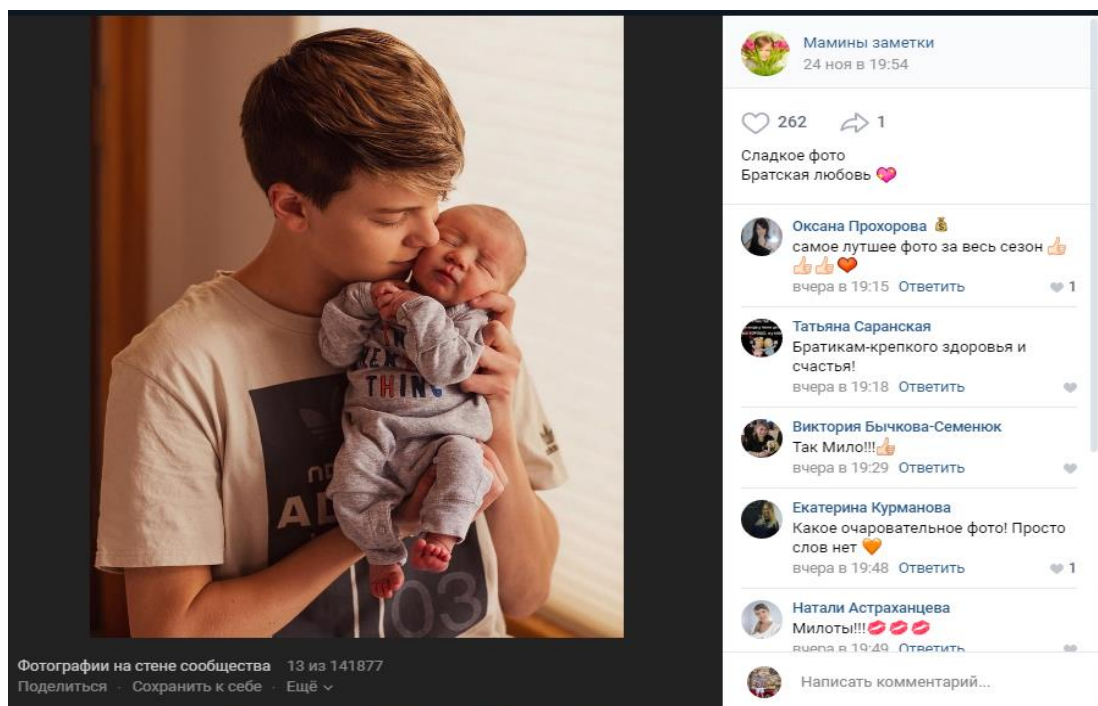 Мамины заметки
24 ноя в 19:54
262 1
Сладкое фото
Братская любовь 💖
Оксана Прохорова 💰
самое лутшее фото за весь сезон 👍
👍👍❤
вчера в 19:15 Ответить 1
Татьяна Саранская
Братикам-крепкого здоровья и
счастья!
вчера в 19:18 Ответить
Виктория Бычкова-Семенюк
Так Мило!!!👍
вчера в 19:29 Ответить
Екатерина Курманова
Какое очаровательное фото! Просто
слов нет 🧡
вчера в 19:48 Ответить 1
Натали Астраханцева
Милоты!!!💋💋💋
вчера в 19:49 Ответить
Написать комментарий...
THING
03
Фотографии на стене сообщества 13 из 141877
Поделиться · Сохранить к себе · Ещё